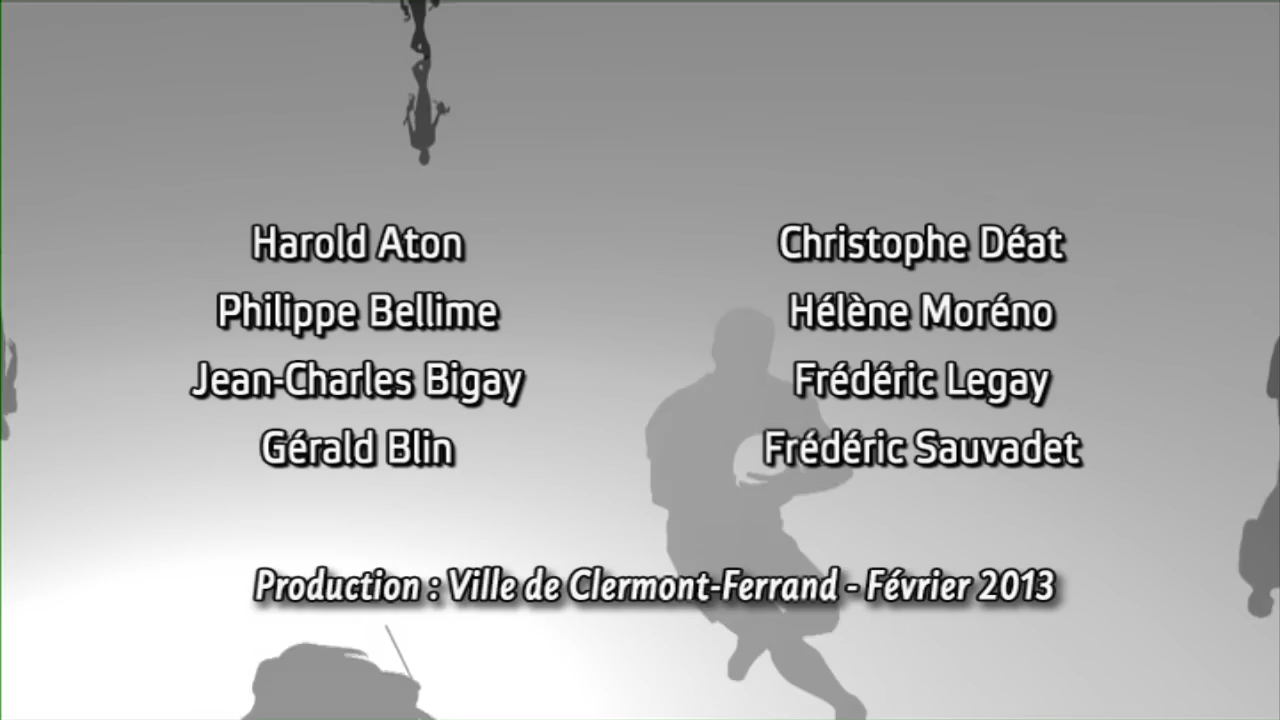 Harold Aton
Philippe Bellime
Jean-Charles Bigay
Gérald Blin
Christophe Déat
Hélène Moréno
Frédéric Legay
Frédéric Sauvadet
Production : Ville de Clermont-Ferrand - Février 2013